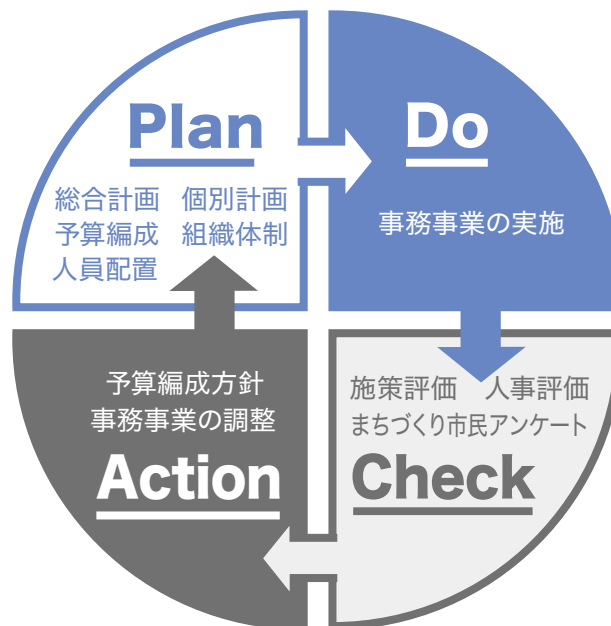 Plan
総合計画 個別計画
予算編成 組織体制
人員配置
Do
事務事業の実施
施策評価 人事評価
まちづくり市民アンケート
Check
予算編成方針
事務事業の調整
Action